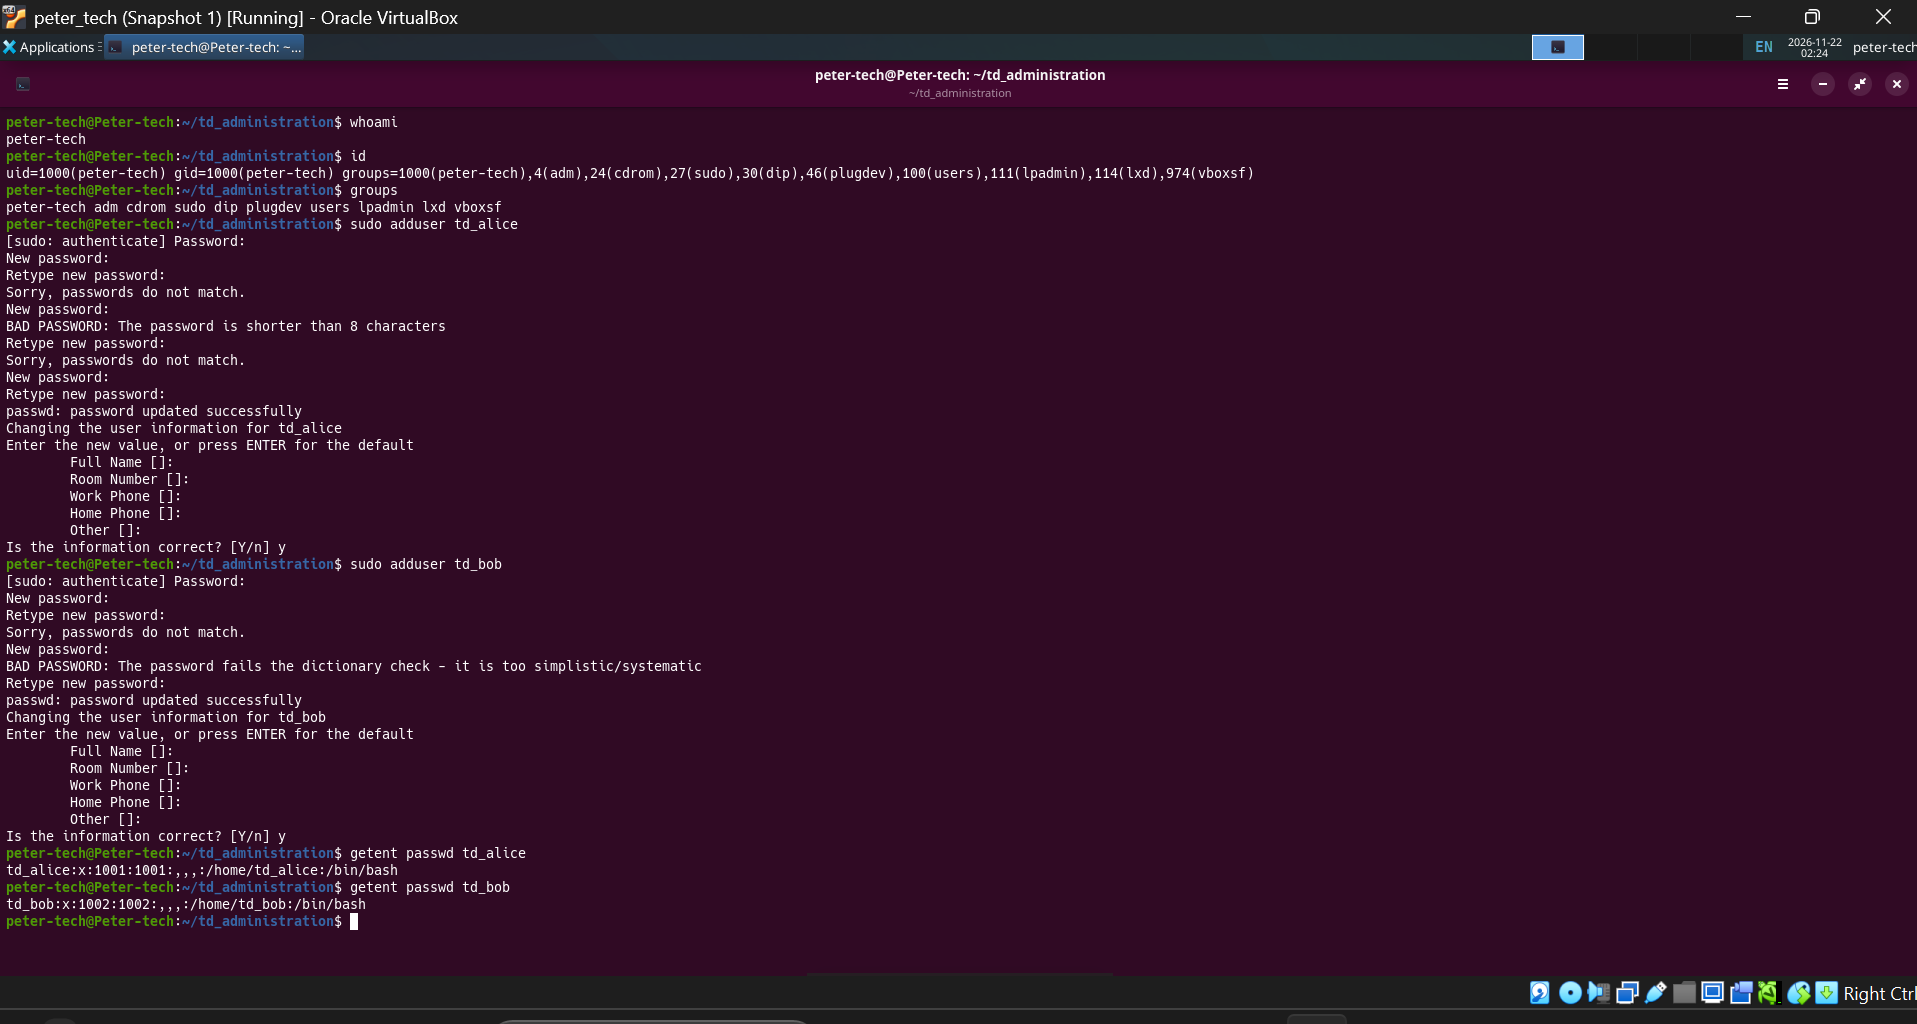 peter_tech (Snapshot 1) [Running] - Oracle VirtualBox
Applications
peter-tech@Peter-tech: ~...
EN
2026-11-22
02:24
peter-tech
peter-tech@Peter-tech: ~/td_administration
~/td_administration
peter-tech@Peter-tech:~/td_administration$ whoami
peter-tech
peter-tech@Peter-tech:~/td_administration$ id
uid=1000(peter-tech) gid=1000(peter-tech) groups=1000(peter-tech),4(adm),24(cdrom),27(sudo),30(dip),46(plugdev),100(users),111(lpadmin),114(lxd),974(vboxsf)
peter-tech@Peter-tech:~/td_administration$ groups
peter-tech adm cdrom sudo dip plugdev users lpadmin lxd vboxsf
peter-tech@Peter-tech:~/td_administration$ sudo adduser td_alice
[sudo: authenticate] Password:
New password:
Retype new password:
Sorry, passwords do not match.
New password:
BAD PASSWORD: The password is shorter than 8 characters
Retype new password:
Sorry, passwords do not match.
New password:
Retype new password:
passwd: password updated successfully
Changing the user information for td_alice
Enter the new value, or press ENTER for the default
Full Name []:
Room Number []:
Work Phone []:
Home Phone []:
Other []:
Is the information correct? [Y/n] y
peter-tech@Peter-tech:~/td_administration$ sudo adduser td_bob
[sudo: authenticate] Password:
New password:
Retype new password:
Sorry, passwords do not match.
New password:
BAD PASSWORD: The password fails the dictionary check - it is too simplistic/systematic
Retype new password:
passwd: password updated successfully
Changing the user information for td_bob
Enter the new value, or press ENTER for the default
Full Name []:
Room Number []:
Work Phone []:
Home Phone []:
Other []:
Is the information correct? [Y/n] y
peter-tech@Peter-tech:~/td_administration$ getent passwd td_alice
td_alice:x:1001:1001:,,,:/home/td_alice:/bin/bash
peter-tech@Peter-tech:~/td_administration$ getent passwd td_bob
td_bob:x:1002:1002:,,,:/home/td_bob:/bin/bash
peter-tech@Peter-tech:~/td_administration$
Right Ctrl